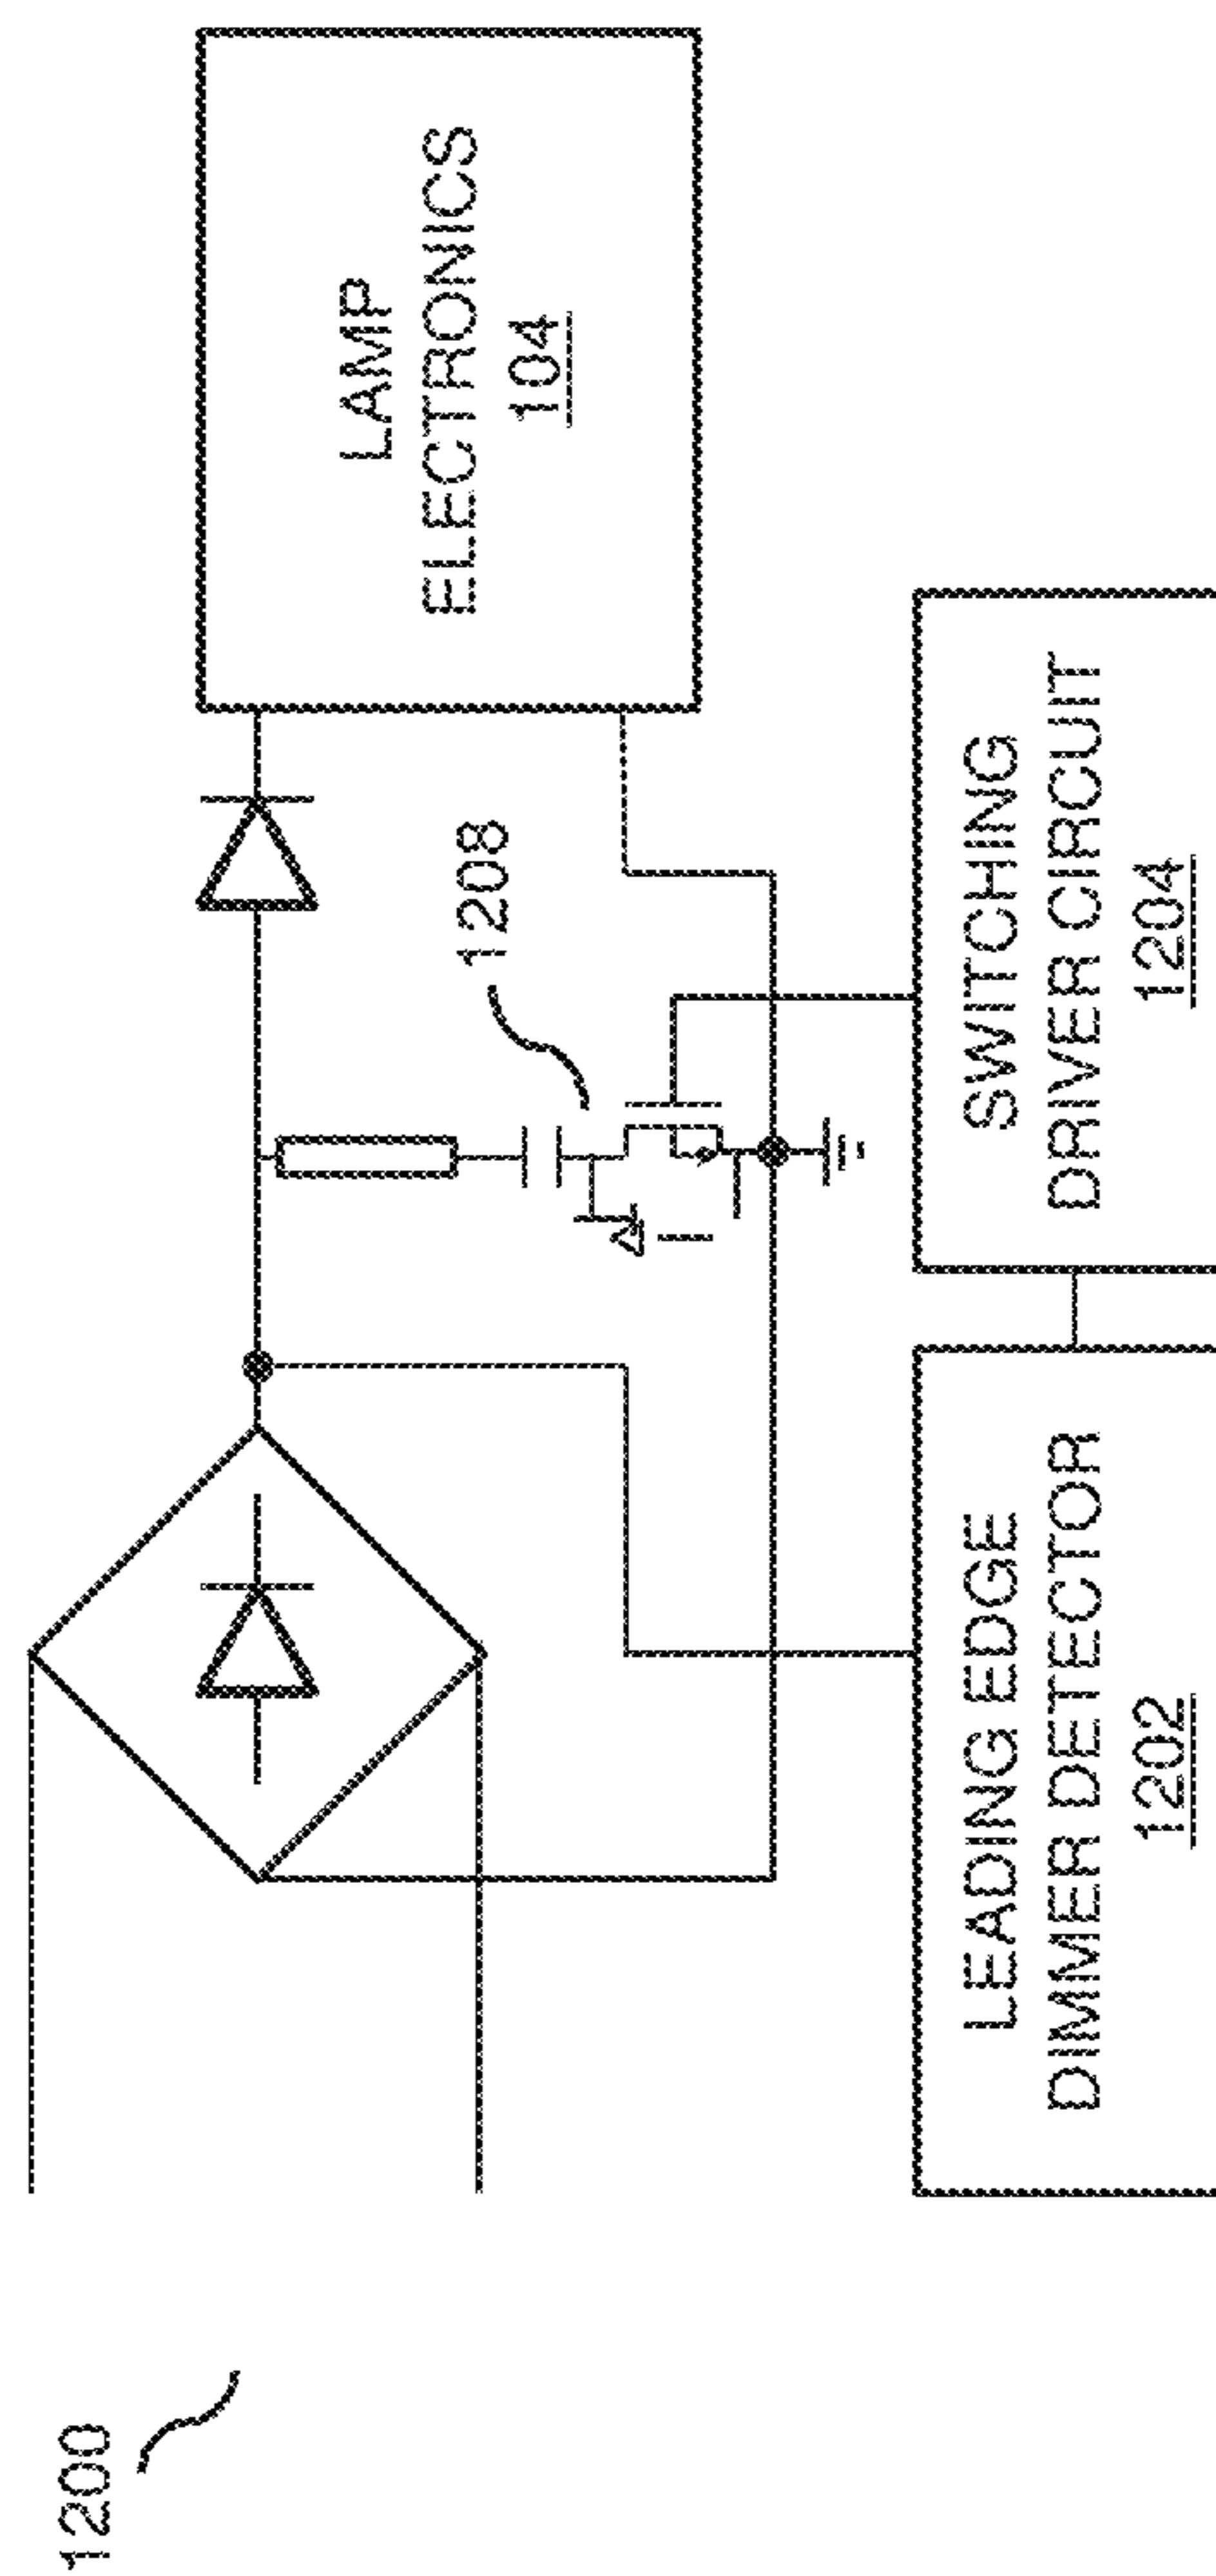 1200
LAMP
ELECTRONICS
104
1208
LEADING EDGE
DIMMER DETECTOR
1202
SWITCHING
DRIVER CIRCUIT
1204